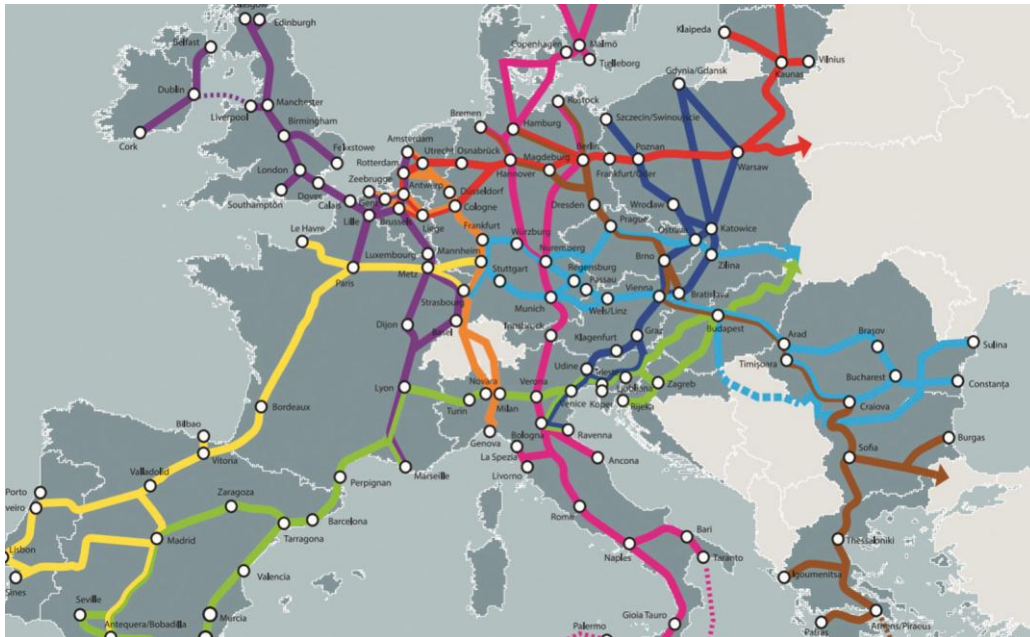 Edinburgh
Klaipeda
Belfast
Copenhagen
Malmö
Trelleborg
Vilnius
Kaunas
Gdynia/Gdansk
Dublin
Liverpool
Manchester
Bremen
Rostock
Hamburg
Szczecin/Swinoujscie
Birmingham
Cork
Felixstowe
Amsterdam
Utrecht
Osnabrück
Magdeburg
Berlin
Poznan
Warsaw
Rotterdam
Hannover
Frankfurt/Oder
London
Zeebrugge
Antwerp
Düsseldorf
Southampton
Dover
Calais
Gent
Cologne
Dresden
Wroclaw
Lille
Brussels
Liege
Prague
Ostrava
Katowice
Le Havre
Frankfurt
Würzburg
Luxembourg
Mannheim
Nuremberg
Brno
Zilina
Paris
Metz
Stuttgart
Regensburg
Passau
Strasbourg
Munich
Wels/Linz
Vienna
Bratislava
Dijon
Basel
Innsbruck
Klagenfurt
Graz
Budapest
Arad
Braşov
Sulina
Udine
Timişoara
Lyon
Novara
Verona
Trieste
Ljubljana
Zagreb
Bucharest
Constanţa
Turin
Milan
Venice
Koper
Rijeka
Craiova
Bordeaux
Bilbao
Genova
Bologna
Ravenna
Sofia
Burgas
Vitoria
La Spezia
Ancona
Valladolid
Marseille
Livorno
Perpignan
Porto
Zaragoza
veiro
Barcelona
Rome
Madrid
Tarragona
Bari
Thessaloniki
Lisbon
Naples
Taranto
Valencia
Igoumenitsa
Sines
Seville
Murcia
Gioia Tauro
Antequera/Bobadilla
Palermo
Patras
Athens/Piraeus